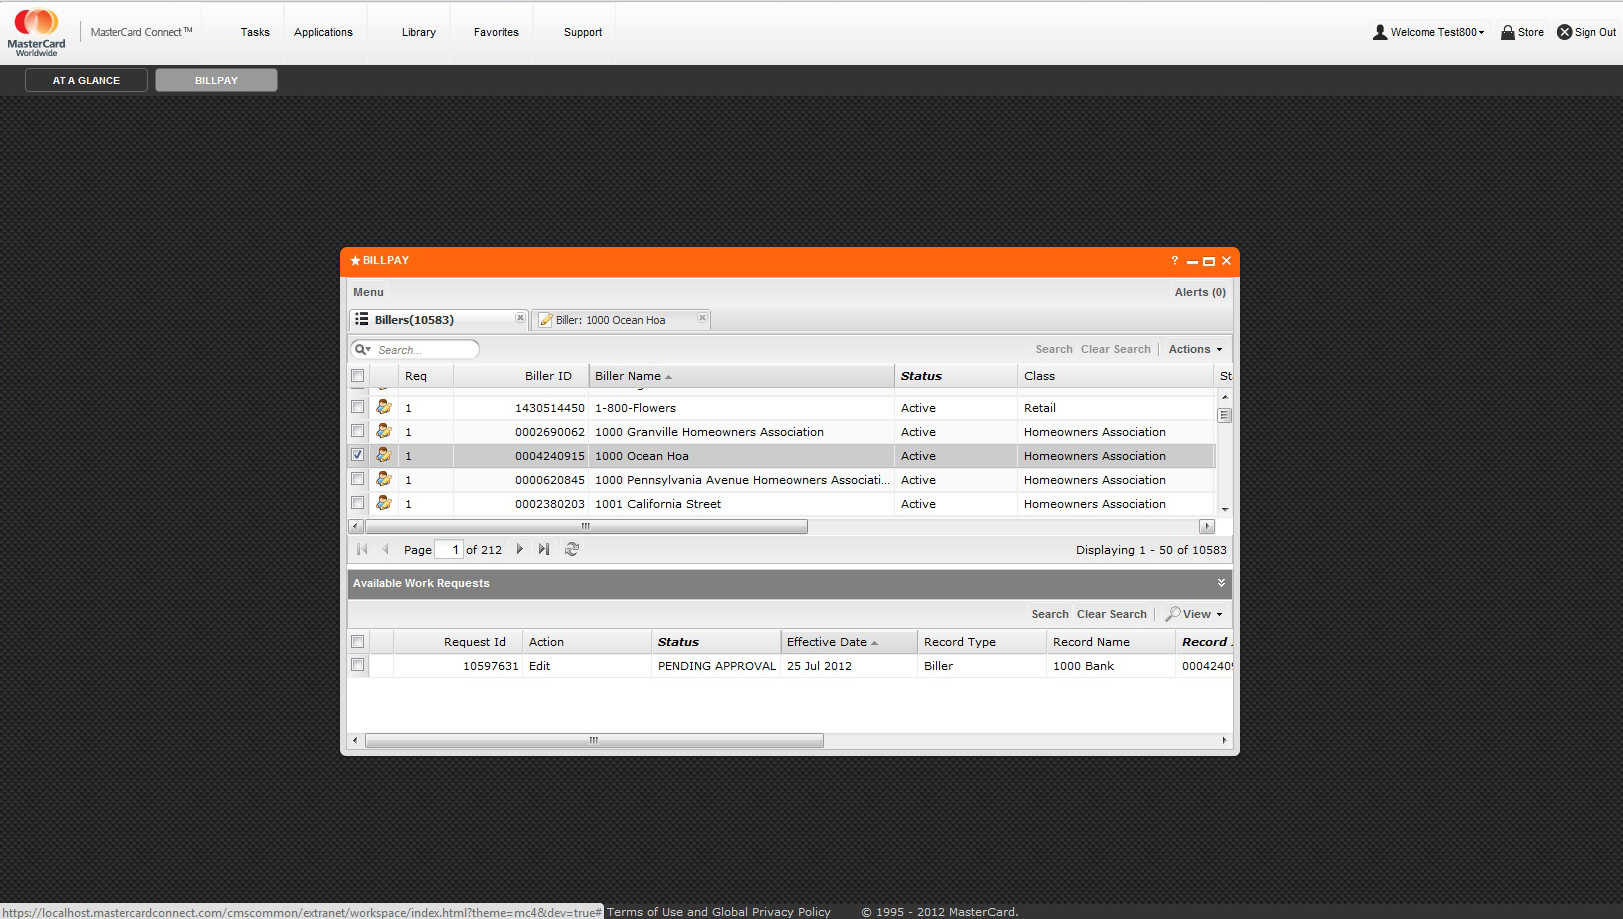 MasterCard
Worldwide
MasterCard Connect™
Tasks
Applications
Library
Favorites
Support
Welcome Test800
Store
Sign Out
AT A GLANCE
BILLPAY
BILLPAY
?
Menu
Alerts (0)
Billers(10583)
Biller: 1000 Ocean Hoa
Search...
Search Clear Search Actions
Req Biller ID Biller Name Status Class St
1 1430514450 1-800-Flowers Active Retail
1 0002690062 1000 Granville Homeowners Association Active Homeowners Association
1 0004240915 1000 Ocean Hoa Active Homeowners Association
1 0000620845 1000 Pennsylvania Avenue Homeowners Associati... Active Homeowners Association
1 0002380203 1001 California Street Active Homeowners Association
Page 1 of 212
Displaying 1 - 50 of 10583
Available Work Requests
Search Clear Search View
Request Id Action Status Effective Date Record Type Record Name Record
10597631 Edit PENDING APPROVAL 25 Jul 2012 Biller 1000 Bank 00042409
https://localhost.mastercardconnect.com/cmscommon/extranet/workspace/index.html?theme=mc4&dev=true#
Terms of Use and Global Privacy Policy
© 1995 - 2012 MasterCard.